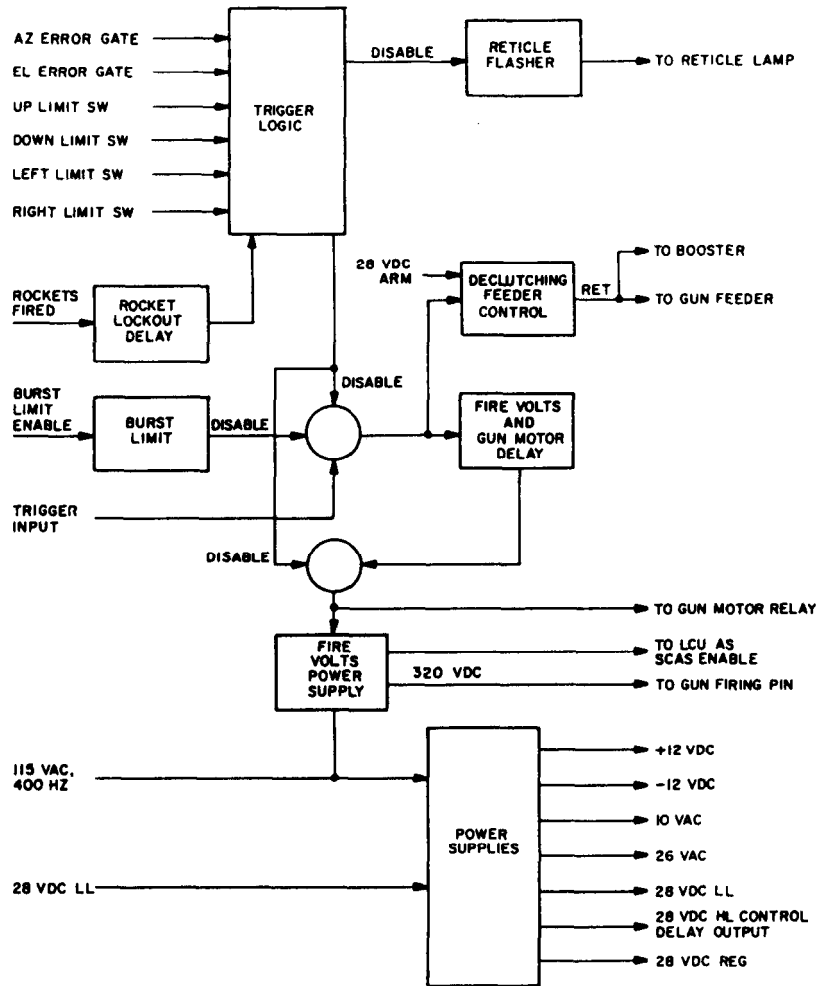 AZ ERROR GATE
EL ERROR GATE
UP LIMIT SW
DOWN LIMIT SW
LEFT LIMIT SW
RIGHT LIMIT SW
TRIGGER
LOGIC
DISABLE
RETICLE
FLASHER
TO RETICLE LAMP
ROCKETS
FIRED
ROCKET
LOCKOUT
DELAY
28 VDC
ARM
DECLUTCHING
FEEDER
CONTROL
RET
TO BOOSTER
TO GUN FEEDER
BURST
LIMIT
ENABLE
BURST
LIMIT
DISABLE
DISABLE
FIRE VOLTS
AND
GUN MOTOR
DELAY
TRIGGER
INPUT
DISABLE
TO GUN MOTOR RELAY
FIRE
VOLTS
POWER
SUPPLY
TO LCU AS
SCAS ENABLE
320 VDC
TO GUN FIRING PIN
115 VAC,
400 HZ
28 VDC LL
POWER
SUPPLIES
+12 VDC
-12 VDC
10 VAC
26 VAC
28 VDC LL
28 VDC HL CONTROL
DELAY OUTPUT
28 VDC REG